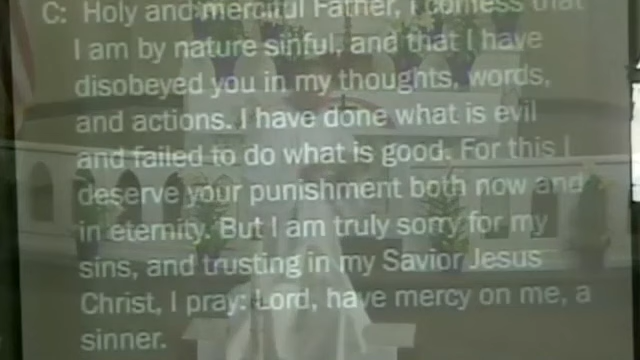 C: Holy and merciful Father, I confess that
I am by nature sinful, and that I have
disobeyed you in my thoughts, words,
and actions. I have done what is evil
and failed to do what is good. For this I
deserve your punishment both now and
in eternity. But I am truly sorry for my
sins, and trusting in my Savior Jesus
Christ, I pray: Lord, have mercy on me, a
sinner.